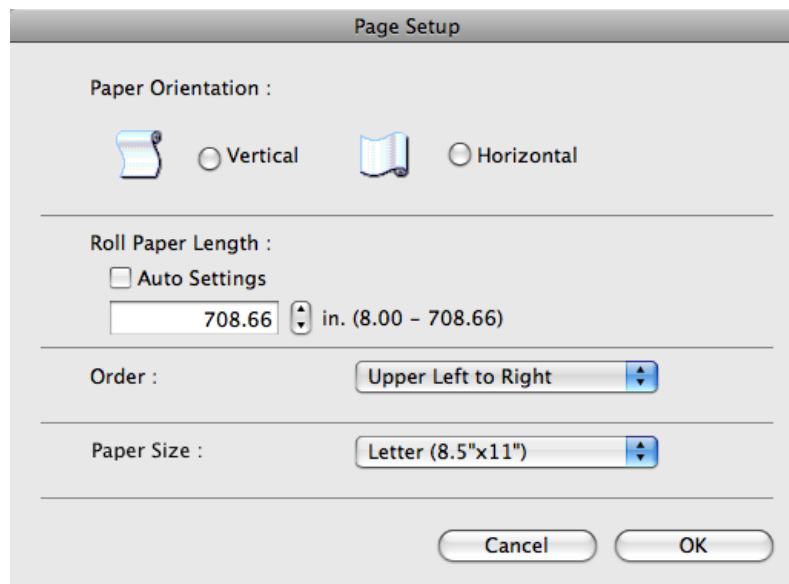 Page Setup
Paper Orientation :
Vertical
Horizontal
Roll Paper Length :
Auto Settings
708.66 in. (8.00 – 708.66)
Order : Upper Left to Right
Paper Size : Letter (8.5"x11")
Cancel OK